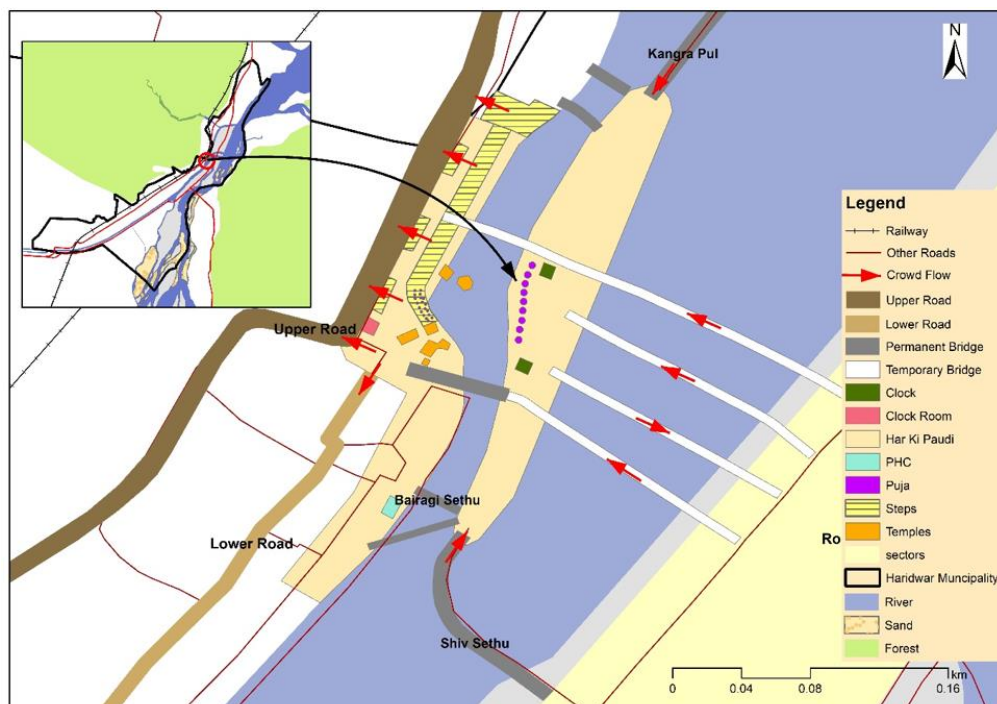 Kangra Pul
N
Upper Road
Bairagi Sethu
Lower Road
Shiv Sethu
Ro
Legend
Railway
Other Roads
Crowd Flow
Upper Road
Lower Road
Permanent Bridge
Temporary Bridge
Clock
Clock Room
Har Ki Paudi
PHC
Puja
Steps
Temples
sectors
Haridwar Muncipality
River
Sand
Forest
km
0 0.04 0.08 0.16